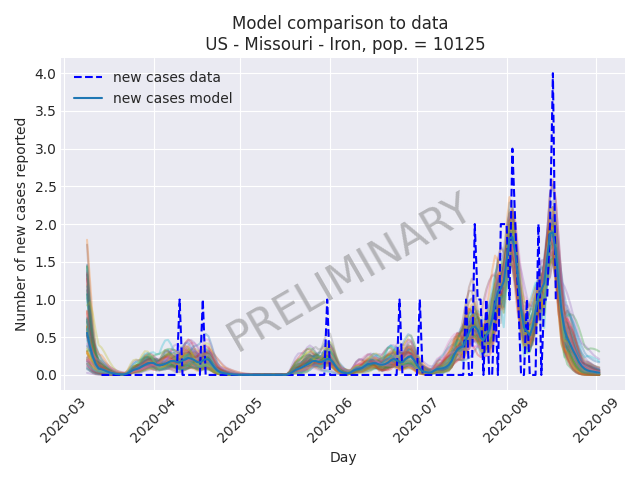 Model comparison to data
US - Missouri - Iron, pop. = 10125
new cases data
new cases model
PRELIMINARY
Number of new cases reported
4.0
3.5
3.0
2.5
2.0
1.5
1.0
0.5
0.0
2020-03
2020-04
2020-05
2020-06
2020-07
2020-08
2020-09
Day